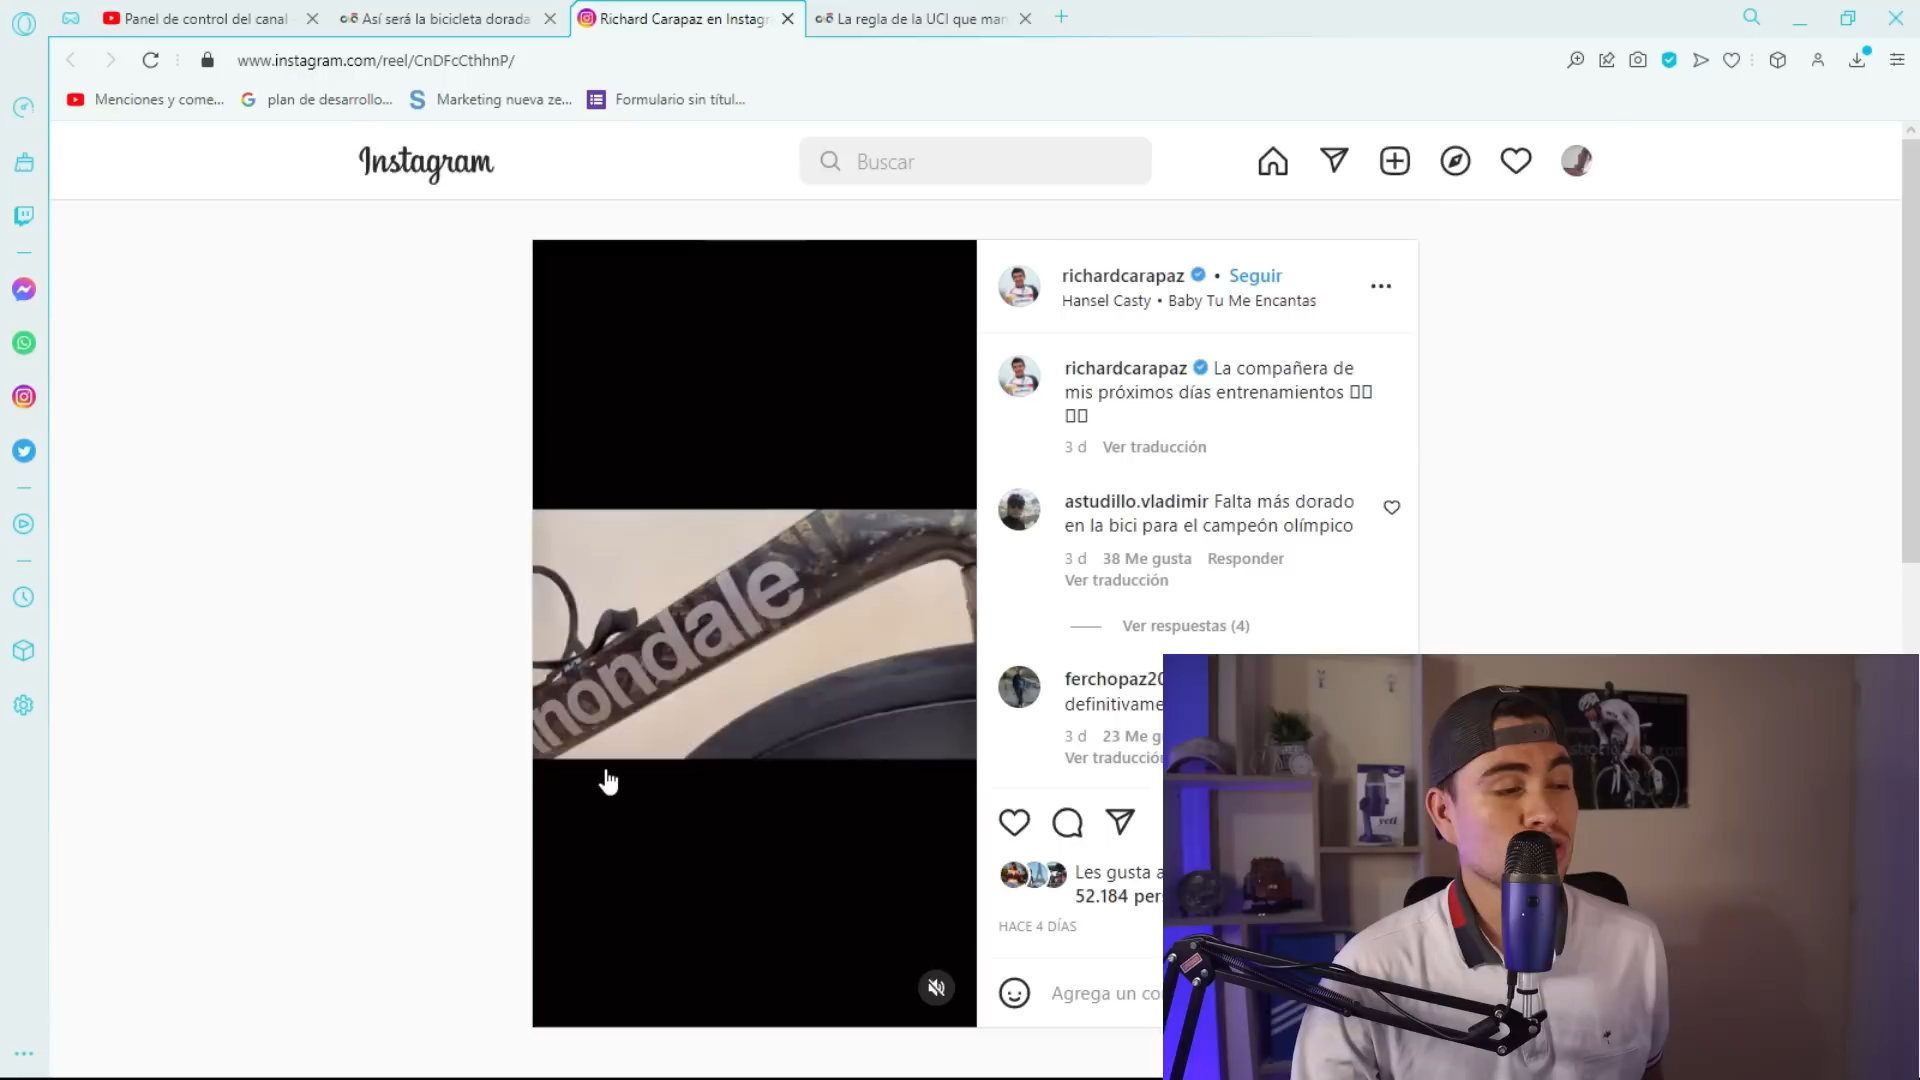 Panel de control del canal
Así será la bicicleta dorada
Richard Carapaz en Instagr
La regla de la UCI que man
www.instagram.com/reel/CnDFcCthhnP/
Menciones y come...
plan de desarrollo...
Marketing nueva ze...
Formulario sin títul...
Instagram
Buscar
richardcarapaz • Seguir
Hansel Casty • Baby Tu Me Encantas
richardcarapaz La compañera de
mis próximos días entrenamientos
3 d Ver traducción
astudillo.vladimir Falta más dorado
en la bici para el campeón olímpico
3 d 38 Me gusta Responder
Ver traducción
Ver respuestas (4)
ferchopaz20
definitivame
3 d 23 Me g
Ver traducció
nondale
Les gusta a
52.184 per
HACE 4 DÍAS
Agrega un co
yeti